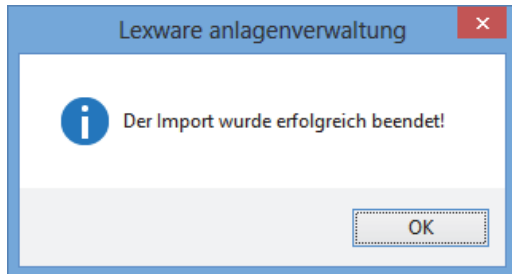 Lexware anlagenverwaltung
Der Import wurde erfolgreich beendet!
OK